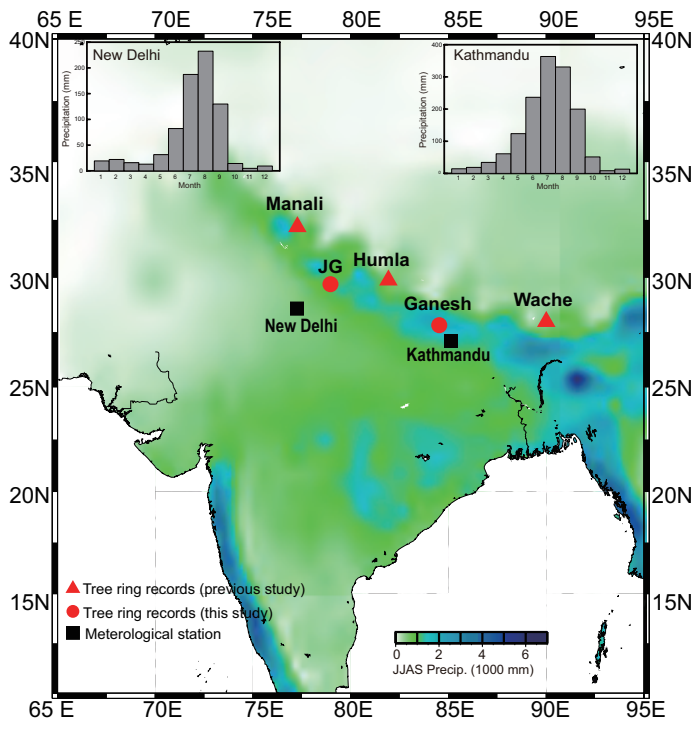 65 E 70E 75E 80E 85E 90E 95E
40N 40N
New Delhi
Precipitation (mm)
250
200
150
100
50
0
1 2 3 4 5 6 7 8 9 10 11 12
Month
Kathmandu
Precipitation (mm)
400
300
200
100
0
1 2 3 4 5 6 7 8 9 10 11 12
Month
35N 35N
Manali
JG Humla
30N 30N
Ganesh Wache
New Delhi
Kathmandu
25N 25N
20N 20N
Tree ring records (previous study)
15N 15N
Tree ring records (this study)
Meterological station
0 2 4 6
JJAS Precip. (1000 mm)
65 E 70E 75E 80E 85E 90E 95E